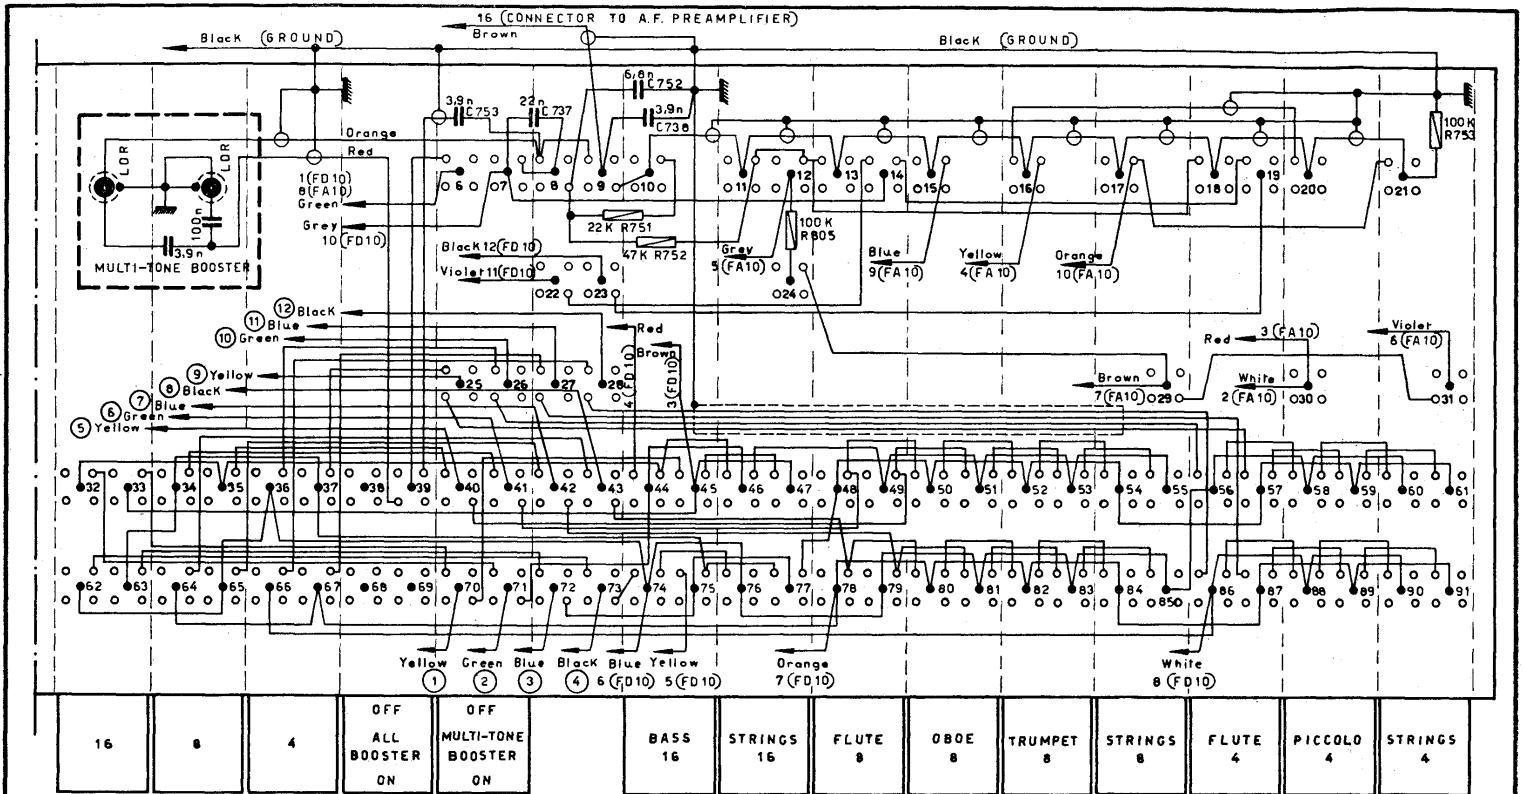 16 (CONNECTOR TO A.F. PREAMPLIFIER)
Brown
Black (GROUND)
Black (GROUND)
6,8n
C752
3,9n
C753
22n
C737
3,9n
C738
100K
R753
Orange
Red
LDR
LDR
100n
3,9n
MULTI-TONE BOOSTER
1(FD10)
8(FA10)
Green
Grey
10(FD10)
6 7 8 9 10 11 12 13 14 15 16 17 18 19 20 21
22K R751
47K R752
100K
R805
Black 12(FD10)
Violet 11(FD10)
Grey
5(FA10)
Blue
9(FA10)
Yellow
4(FA10)
Orange
10(FA10)
22 23 24
12 Black
11 Blue
10 Green
9 Yellow
8 Black
7 Blue
6 Green
5 Yellow
Red
4(FD10)
Brown
3(FD10)
3(FA10)
Red
Violet
6(FA10)
Brown
7(FA10)
White
2(FA10)
25 26 27 28 29 30 31
32 33 34 35 36 37 38 39 40 41 42 43 44 45 46 47 48 49 50 51 52 53 54 55 56 57 58 59 60 61
62 63 64 65 66 67 68 69 70 71 72 73 74 75 76 77 78 79 80 81 82 83 84 85 86 87 88 89 90 91
Yellow
1
Green
2
Blue
3
Black
4
Blue
6(FD10)
Yellow
5(FD10)
Orange
7(FD10)
White
8(FD10)
16
8
4
OFF
ALL
BOOSTER
ON
OFF
MULTI-TONE
BOOSTER
ON
BASS
16
STRINGS
16
FLUTE
8
OBOE
8
TRUMPET
8
STRINGS
8
FLUTE
4
PICCOLO
4
STRINGS
4